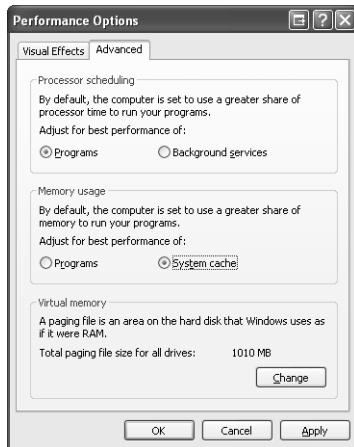 Performance Options
Visual Effects Advanced
Processor scheduling
By default, the computer is set to use a greater share of
processor time to run your programs.
Adjust for best performance of:
Programs Background services
Memory usage
By default, the computer is set to use a greater share of
memory to run your programs.
Adjust for best performance of:
Programs System cache
Virtual memory
A paging file is an area on the hard disk that Windows uses as
if it were RAM.
Total paging file size for all drives: 1010 MB
Change
OK Cancel Apply